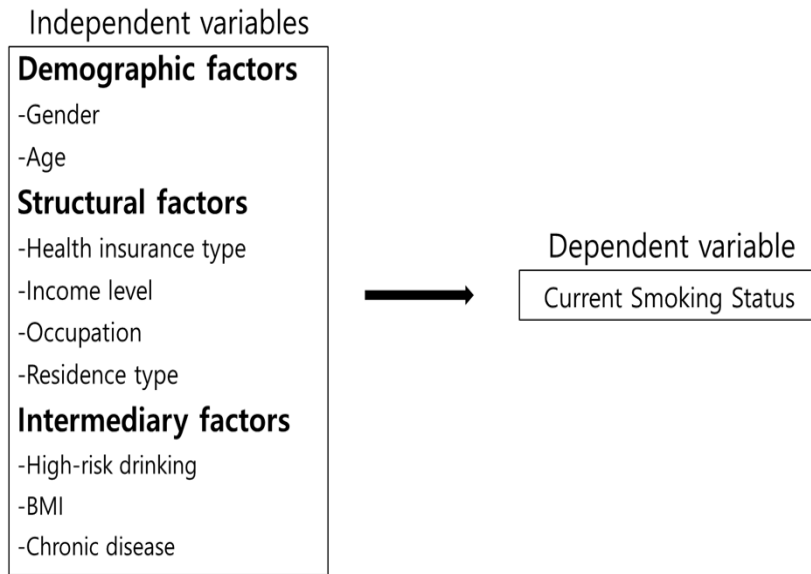 Independent variables
Demographic factors
-Gender
-Age
Structural factors
-Health insurance type
-Income level
-Occupation
-Residence type
Intermediary factors
-High-risk drinking
-BMI
-Chronic disease
Dependent variable
Current Smoking Status